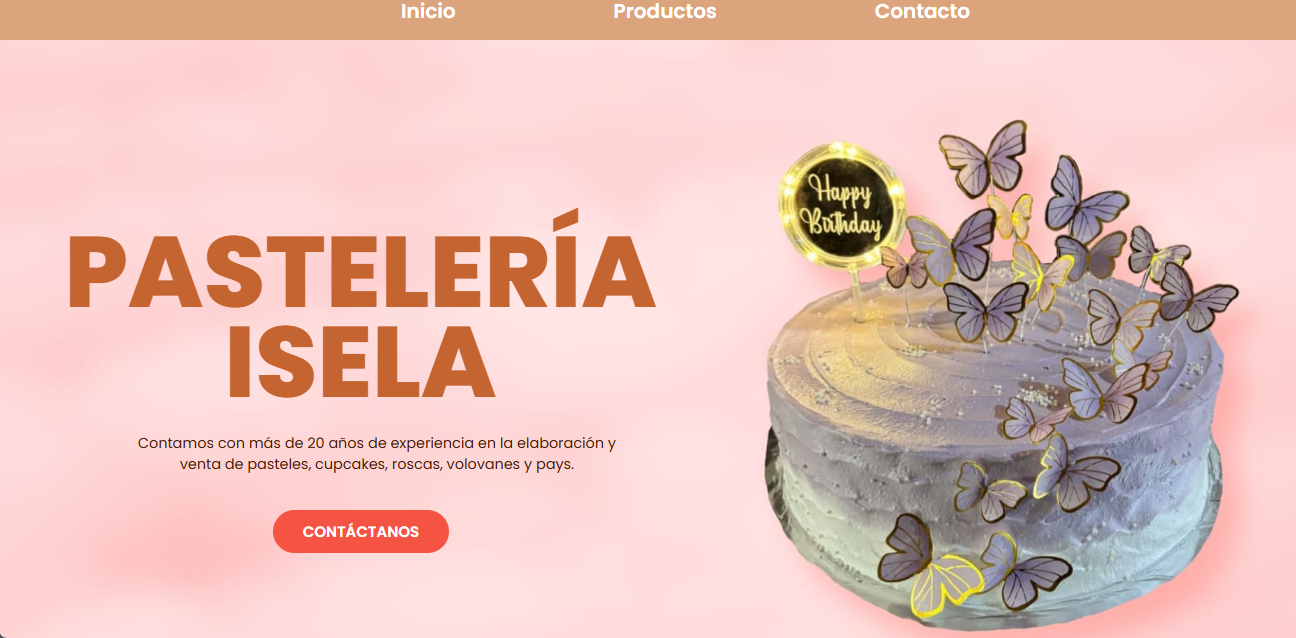 Inicio Productos Contacto
Happy
Birthday
PASTELERÍA
ISELA
Contamos con más de 20 años de experiencia en la elaboración y
venta de pasteles, cupcakes, roscas, volovanes y pays.
CONTÁCTANOS